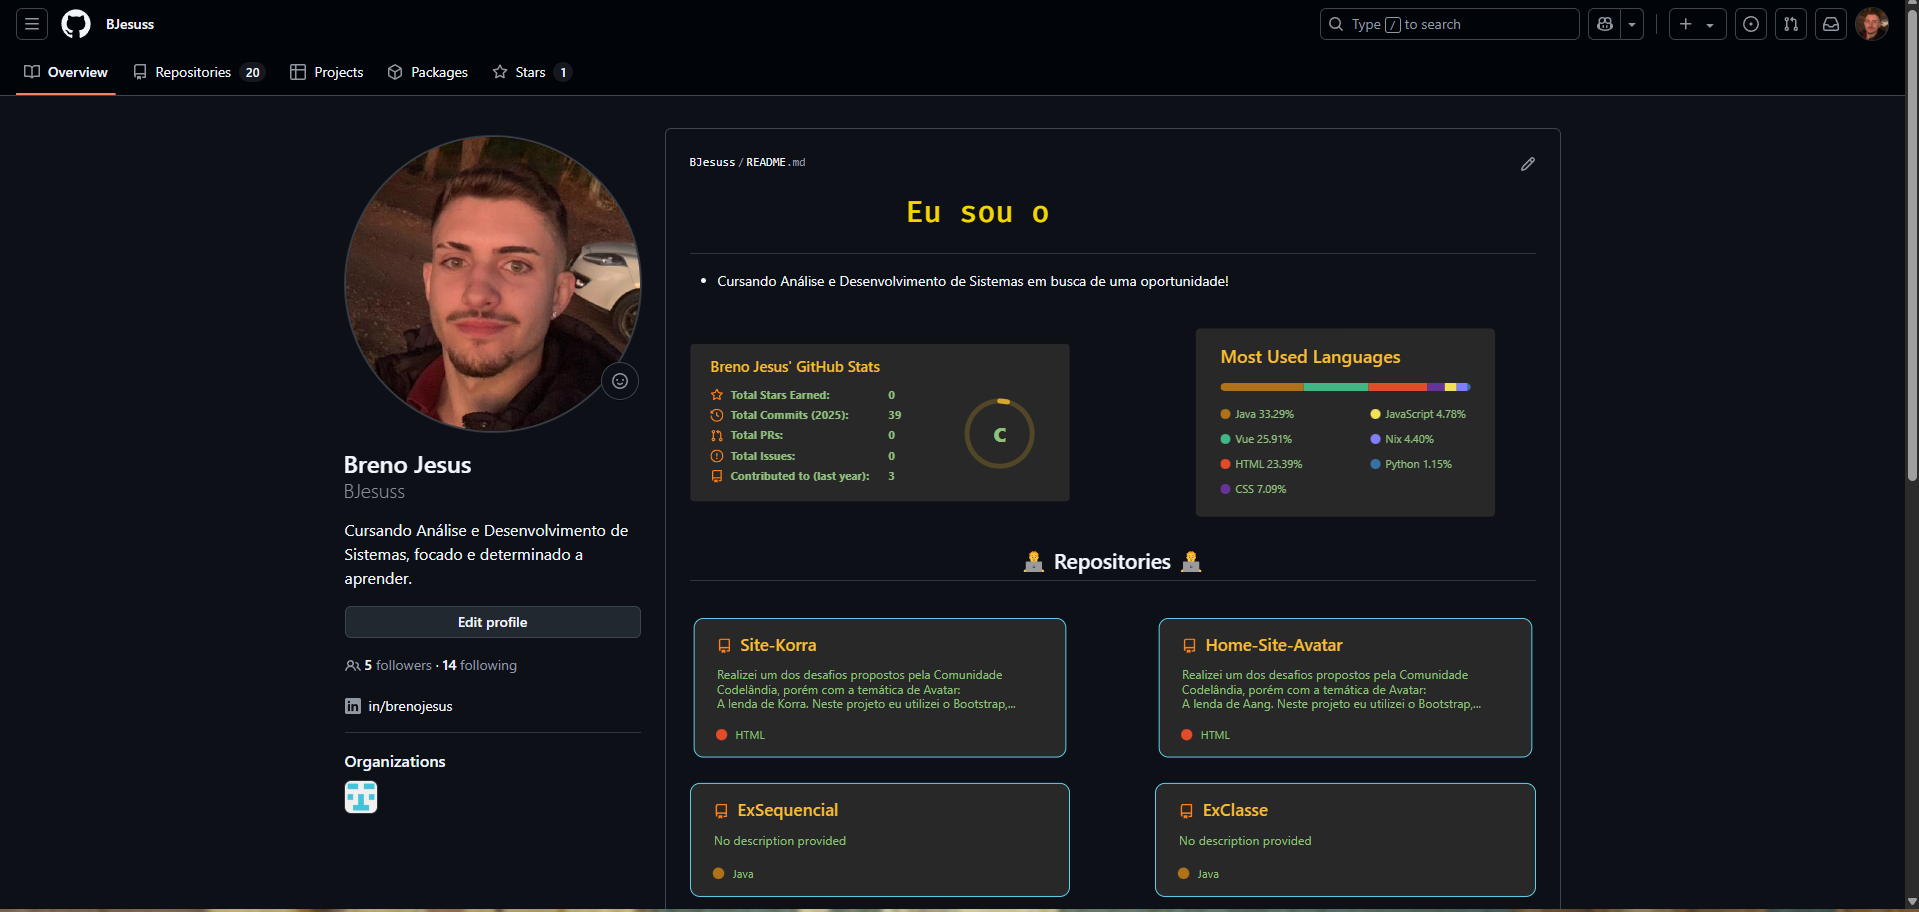 BJesuss
Type / to search
Overview
Repositories 20
Projects
Packages
Stars 1
Breno Jesus
BJesuss
Cursando Análise e Desenvolvimento de
Sistemas, focado e determinado a
aprender.
Edit profile
5 followers · 14 following
in/brenojesus
Organizations
BJesuss/README.md
Eu sou o
Cursando Análise e Desenvolvimento de Sistemas em busca de uma oportunidade!
Breno Jesus' GitHub Stats
Total Stars Earned: 0
Total Commits (2025): 39
Total PRs: 0
Total Issues: 0
Contributed to (last year): 3
C
Most Used Languages
Java 33.29%
Vue 25.91%
HTML 23.39%
CSS 7.09%
JavaScript 4.78%
Nix 4.40%
Python 1.15%
Repositories
Site-Korra
Realizei um dos desafios propostos pela Comunidade
Codelândia, porém com a temática de Avatar:
A lenda de Korra. Neste projeto eu utilizei o Bootstrap,...
HTML
Home-Site-Avatar
Realizei um dos desafios propostos pela Comunidade
Codelândia, porém com a temática de Avatar:
A lenda de Aang. Neste projeto eu utilizei o Bootstrap,...
HTML
ExSequencial
No description provided
Java
ExClasse
No description provided
Java